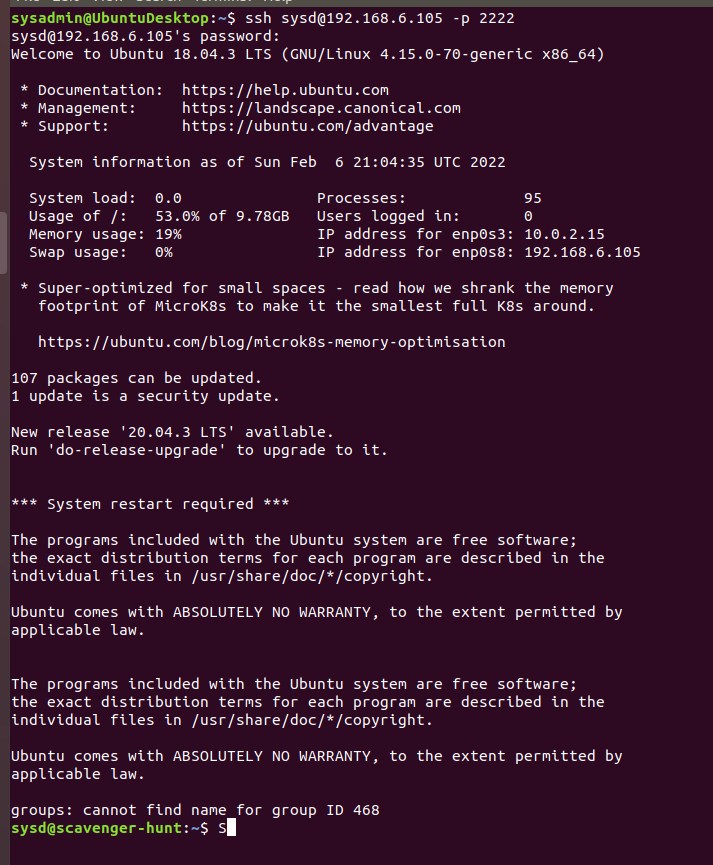 sysadmin@UbuntuDesktop:~$ ssh sysd@192.168.6.105 -p 2222
sysd@192.168.6.105's password:
Welcome to Ubuntu 18.04.3 LTS (GNU/Linux 4.15.0-70-generic x86_64)

 * Documentation:  https://help.ubuntu.com
 * Management:     https://landscape.canonical.com
 * Support:        https://ubuntu.com/advantage

  System information as of Sun Feb  6 21:04:35 UTC 2022

  System load:  0.0               Processes:             95
  Usage of /:   53.0% of 9.78GB   Users logged in:       0
  Memory usage: 19%               IP address for enp0s3: 10.0.2.15
  Swap usage:   0%                IP address for enp0s8: 192.168.6.105

 * Super-optimized for small spaces - read how we shrank the memory
   footprint of MicroK8s to make it the smallest full K8s around.

   https://ubuntu.com/blog/microk8s-memory-optimisation

107 packages can be updated.
1 update is a security update.

New release '20.04.3 LTS' available.
Run 'do-release-upgrade' to upgrade to it.


*** System restart required ***

The programs included with the Ubuntu system are free software;
the exact distribution terms for each program are described in the
individual files in /usr/share/doc/*/copyright.

Ubuntu comes with ABSOLUTELY NO WARRANTY, to the extent permitted by
applicable law.


The programs included with the Ubuntu system are free software;
the exact distribution terms for each program are described in the
individual files in /usr/share/doc/*/copyright.

Ubuntu comes with ABSOLUTELY NO WARRANTY, to the extent permitted by
applicable law.

groups: cannot find name for group ID 468
sysd@scavenger-hunt:~$ S